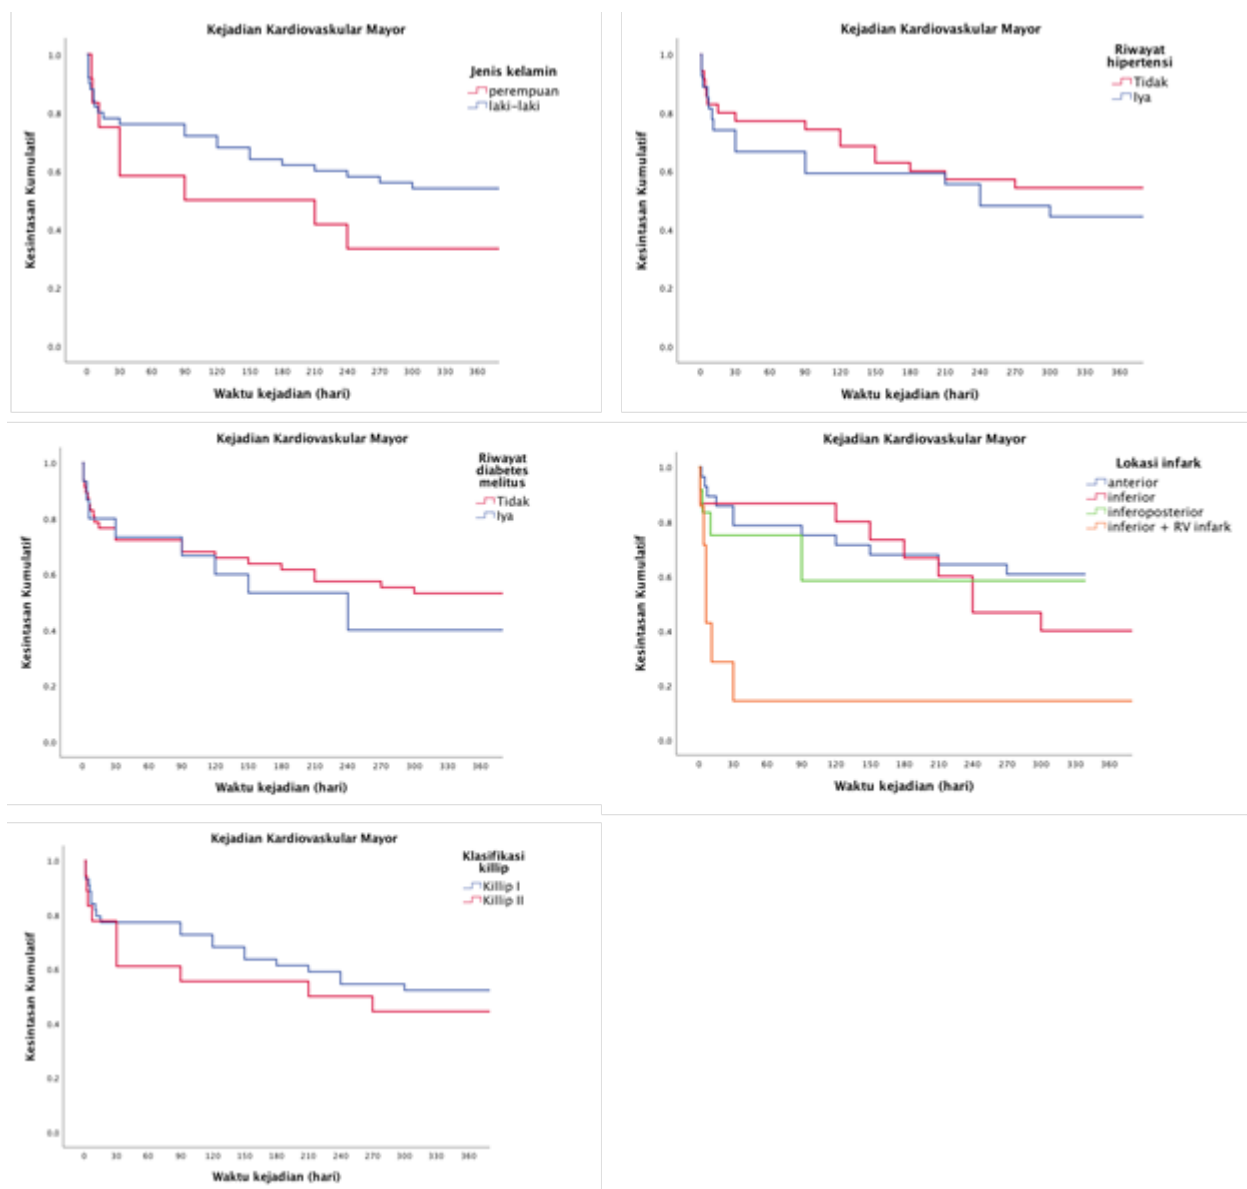 Kejadian Kardiovaskular Mayor
Jenis kelamin
perempuan
laki-laki
Kesintasan Kumulatif
1.0
0.8
0.6
0.4
0.2
0.0
0 30 60 90 120 150 180 210 240 270 300 330 360
Waktu kejadian (hari)
Kejadian Kardiovaskular Mayor
Riwayat
hipertensi
Tidak
Iya
Kesintasan Kumulatif
1.0
0.8
0.6
0.4
0.2
0.0
0 30 60 90 120 150 180 210 240 270 300 330 360
Waktu kejadian (hari)
Kejadian Kardiovaskular Mayor
Riwayat
diabetes
melitus
Tidak
Iya
Kesintasan Kumulatif
1.0
0.8
0.6
0.4
0.2
0.0
0 30 60 90 120 150 180 210 240 270 300 330 360
Waktu kejadian (hari)
Kejadian Kardiovaskular Mayor
Lokasi infark
anterior
inferior
inferoposterior
inferior + RV infark
Kesintasan Kumulatif
1.0
0.8
0.6
0.4
0.2
0.0
0 30 60 90 120 150 180 210 240 270 300 330 360
Waktu kejadian (hari)
Kejadian Kardiovaskular Mayor
Klasifikasi
killip
Killip I
Killip II
Kesintasan Kumulatif
1.0
0.8
0.6
0.4
0.2
0.0
0 30 60 90 120 150 180 210 240 270 300 330 360
Waktu kejadian (hari)